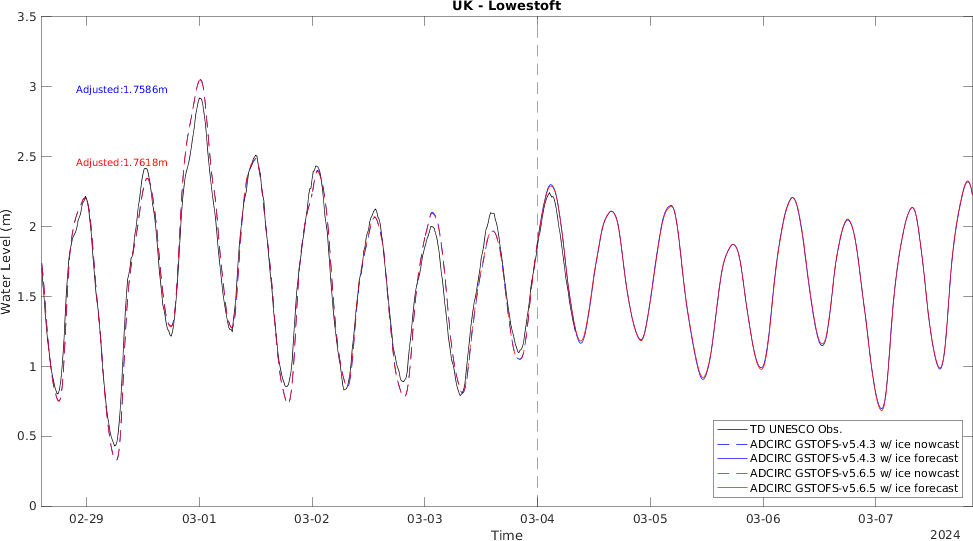 UK - Lowestoft
3.5
3
2.5
2
1.5
1
0.5
0
Water Level (m)
Adjusted:1.7586m
Adjusted:1.7618m
TD UNESCO Obs.
ADCIRC GSTOFS-v5.4.3 w/ ice nowcast
ADCIRC GSTOFS-v5.4.3 w/ ice forecast
ADCIRC GSTOFS-v5.6.5 w/ ice nowcast
ADCIRC GSTOFS-v5.6.5 w/ ice forecast
02-29 03-01 03-02 03-03 03-04 03-05 03-06 03-07
Time
2024